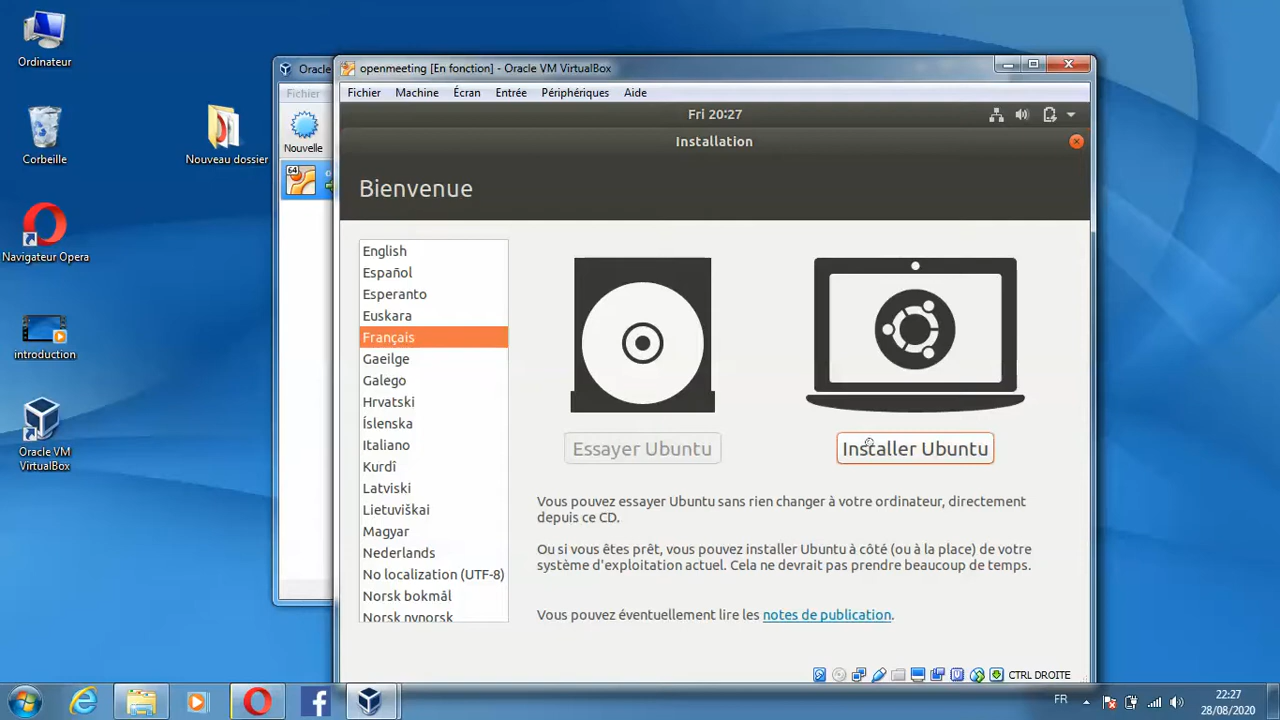 Ordinateur
Corbeille
Nouveau dossier
Navigateur Opera
introduction
Oracle VM
VirtualBox
Oracle
Fichier
Nouvelle
64
openmeeting [En fonction] - Oracle VM VirtualBox
Fichier Machine Écran Entrée Périphériques Aide
Fri 20:27
Installation
Bienvenue
English
Español
Esperanto
Euskara
Français
Gaeilge
Galego
Hrvatski
Íslenska
Italiano
Kurdî
Latviski
Lietuviškai
Magyar
Nederlands
No localization (UTF-8)
Norsk bokmål
Norsk nynorsk
Essayer Ubuntu
Installer Ubuntu
Vous pouvez essayer Ubuntu sans rien changer à votre ordinateur, directement
depuis ce CD.
Ou si vous êtes prêt, vous pouvez installer Ubuntu à côté (ou à la place) de votre
système d'exploitation actuel. Cela ne devrait pas prendre beaucoup de temps.
Vous pouvez éventuellement lire les notes de publication.
CTRL DROITE
FR
22:27
28/08/2020